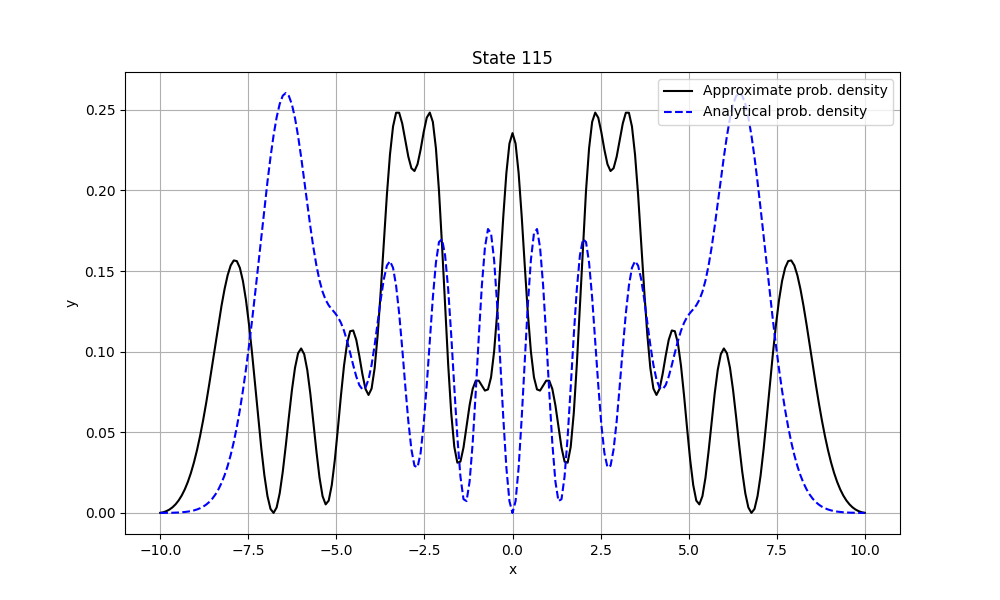 State 115
Approximate prob. density
Analytical prob. density
y
0.25
0.20
0.15
0.10
0.05
0.00
−10.0 −7.5 −5.0 −2.5 0.0 2.5 5.0 7.5 10.0
x